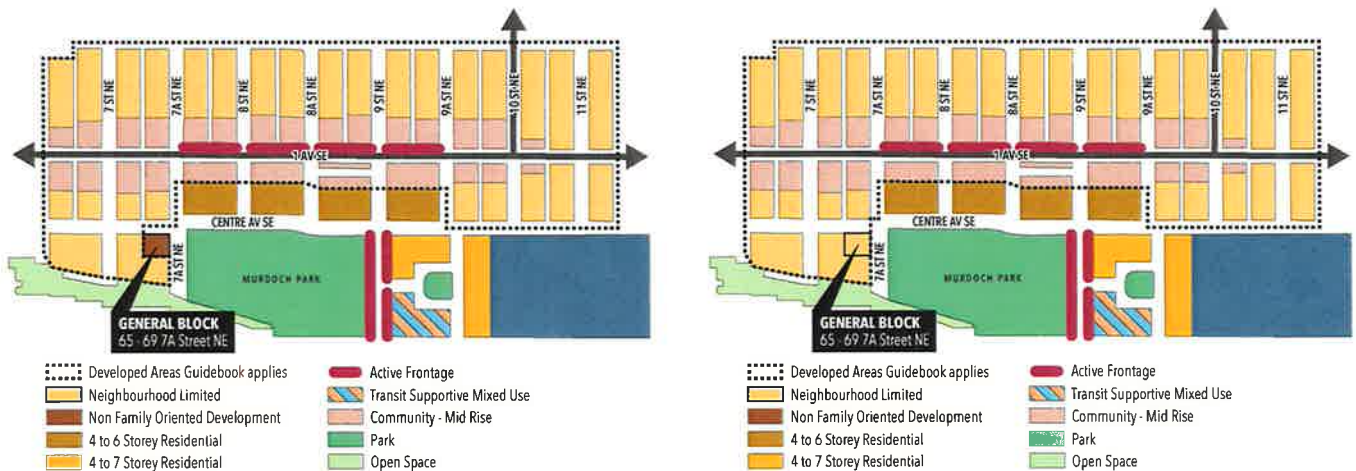 7 ST NE
7A ST NE
8 ST NE
8A ST NE
9 ST NE
9A ST NE
10 ST NE
11 ST NE
1 AV SE
CENTRE AV SE
7A ST NE
MURDOCH PARK
GENERAL BLOCK
65 - 69 7A Street NE
Developed Areas Guidebook applies
Neighbourhood Limited
Non Family Oriented Development
4 to 6 Storey Residential
4 to 7 Storey Residential
Active Frontage
Transit Supportive Mixed Use
Community - Mid Rise
Park
Open Space
7 ST NE
7A ST NE
8 ST NE
8A ST NE
9 ST NE
9A ST NE
10 ST NE
11 ST NE
1 AV SE
CENTRE AV SE
7A ST NE
MURDOCH PARK
GENERAL BLOCK
65 - 69 7A Street NE
Developed Areas Guidebook applies
Neighbourhood Limited
Non Family Oriented Development
4 to 6 Storey Residential
4 to 7 Storey Residential
Active Frontage
Transit Supportive Mixed Use
Community - Mid Rise
Park
Open Space